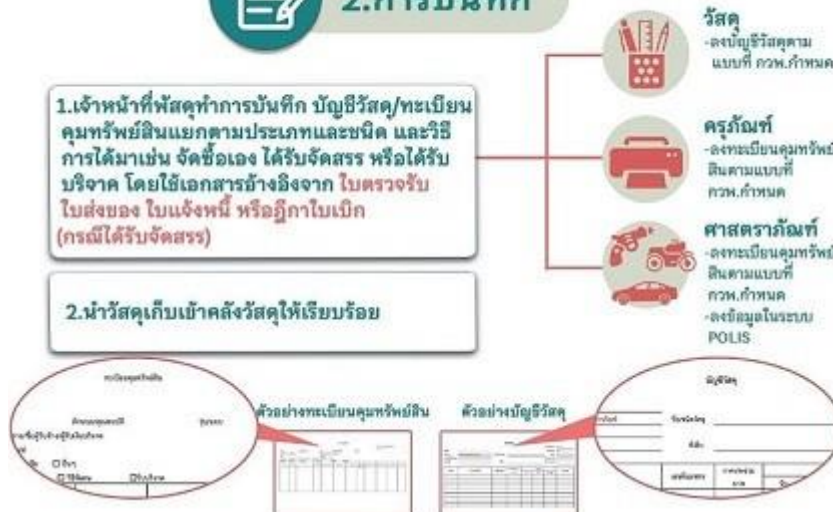 2.การบันทึก
วัสดุ
-ลงบัญชีวัสดุตาม
แบบที่ กวพ.กำหนด
1.เจ้าหน้าที่พัสดุทำการบันทึก บัญชีวัสดุ/ทะเบียน
คุมทรัพย์สินแยกตามประเภทและชนิด และวิธี
การได้มาเช่น จัดซื้อเอง ได้รับจัดสรร หรือได้รับ
บริจาค โดยใช้เอกสารอ้างอิงจาก ใบตรวจรับ
ใบส่งของ ใบแจ้งหนี้ หรือฎีกาใบเบิก
(กรณีได้รับจัดสรร)
ครุภัณฑ์
-ลงทะเบียนคุมทรัพย์
สินตามแบบที่
กวพ.กำหนด
ศาสตราภัณฑ์
-ลงทะเบียนคุมทรัพย์
สินตามแบบที่
กวพ.กำหนด
-ลงข้อมูลในระบบ
POLIS
2.นำวัสดุเก็บเข้าคลังวัสดุให้เรียบร้อย
ทะเบียนคุมทรัพย์สิน
ตัวอย่างทะเบียนคุมทรัพย์สิน
ตัวอย่างบัญชีวัสดุ
บัญชีวัสดุ